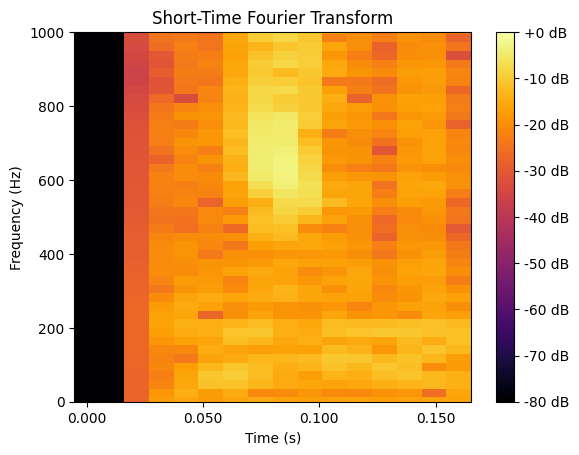 Short-Time Fourier Transform
1000
800
600
400
200
0
Frequency (Hz)
0.000
0.050
0.100
0.150
Time (s)
+0 dB
-10 dB
-20 dB
-30 dB
-40 dB
-50 dB
-60 dB
-70 dB
-80 dB